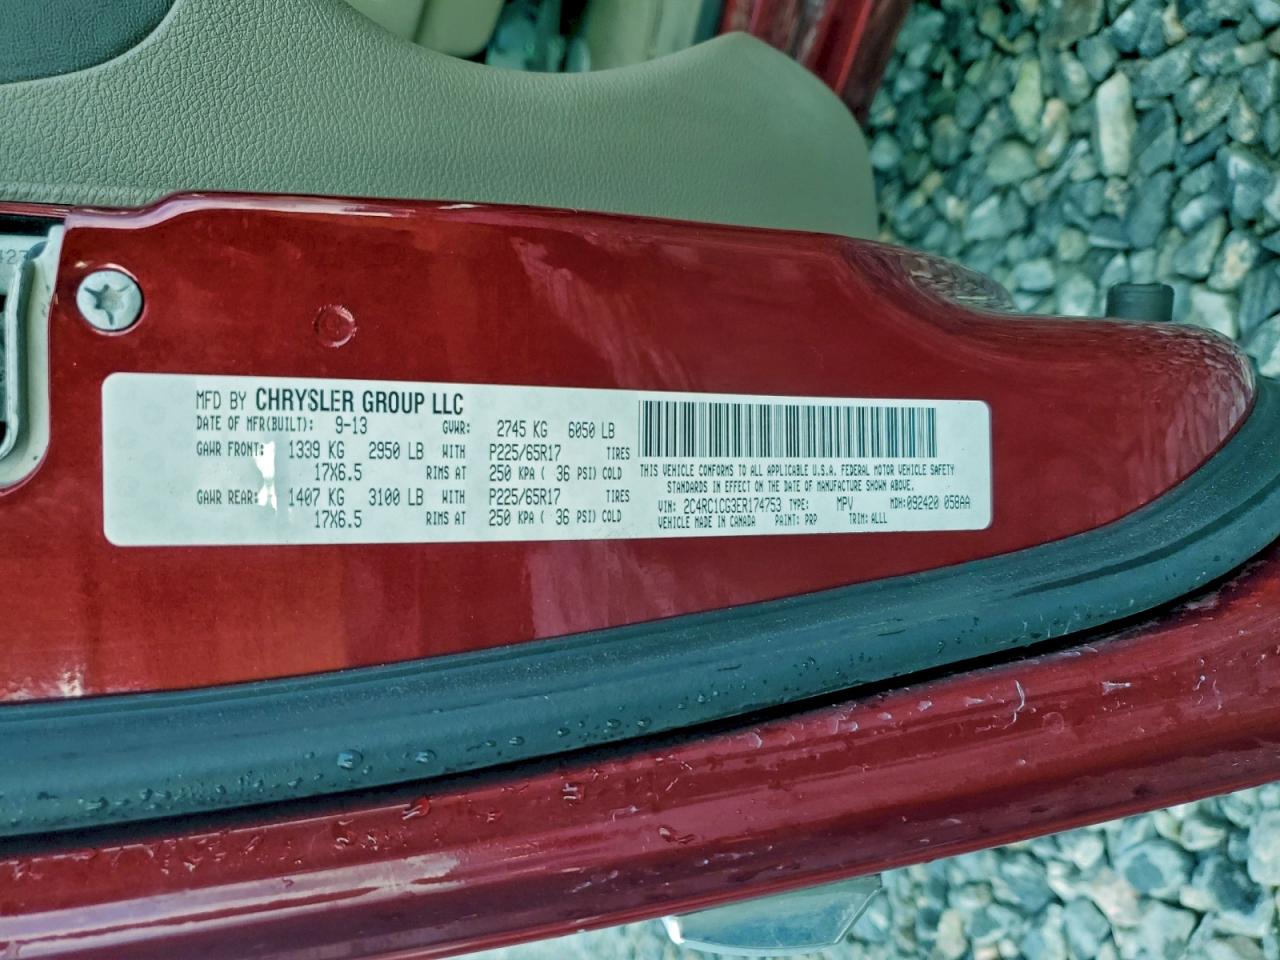 MFD BY CHRYSLER GROUP LLC
DATE OF MFR(BUILT): 9-13 GVWR: 2745 KG 6050 LB
GAWR FRONT: 1339 KG 2950 LB WITH P225/65R17 TIRES
17X6.5 RIMS AT 250 KPA ( 36 PSI) COLD
GAWR REAR: 1407 KG 3100 LB WITH P225/65R17 TIRES
17X6.5 RIMS AT 250 KPA ( 36 PSI) COLD
THIS VEHICLE CONFORMS TO ALL APPLICABLE U.S.A. FEDERAL MOTOR VEHICLE SAFETY
STANDARDS IN EFFECT ON THE DATE OF MANUFACTURE SHOWN ABOVE.
VIN: 2C4RC1CG3ER174753 TYPE: MPV MDH:092420 058AA
VEHICLE MADE IN CANADA PAINT: PRP TRIM: ALLL